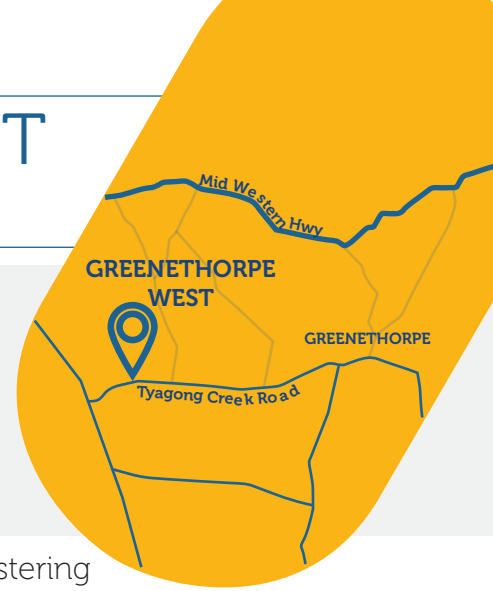 T
Mid Western Hwy
GREENETHORPE
WEST
GREENETHORPE
Tyagong Creek Road
stering